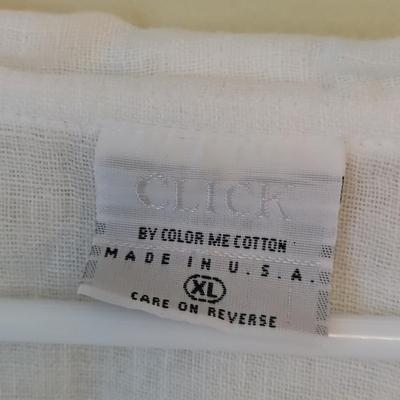 CLICK
BY COLOR ME COTTON
MADE IN U.S.A.
XL
CARE ON REVERSE